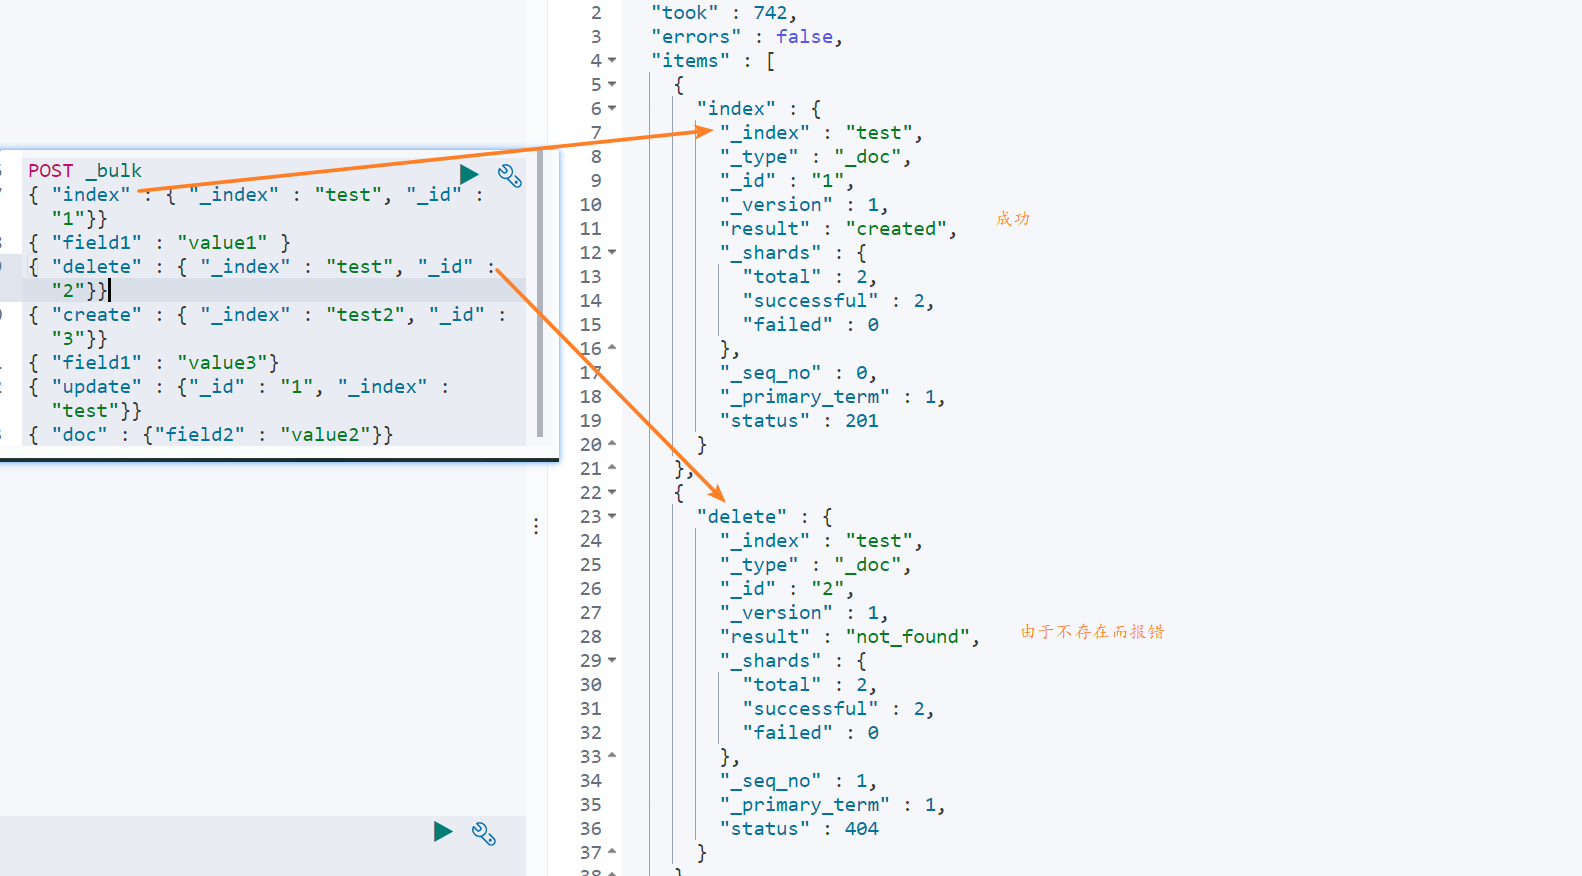 POST _bulk
{ "index" : { "_index" : "test", "_id" :
"1"}}
{ "field1" : "value1" }
{ "delete" : { "_index" : "test", "_id" :
"2"}}
{ "create" : { "_index" : "test2", "_id" :
"3"}}
{ "field1" : "value3"}
{ "update" : {"_id" : "1", "_index" :
"test"}}
{ "doc" : {"field2" : "value2"}}
2 "took" : 742,
3 "errors" : false,
4 "items" : [
5 {
6 "index" : {
7 "_index" : "test",
8 "_type" : "_doc",
9 "_id" : "1",
10 "_version" : 1,
11 "result" : "created", 成功
12 "_shards" : {
13 "total" : 2,
14 "successful" : 2,
15 "failed" : 0
16 },
17 "_seq_no" : 0,
18 "_primary_term" : 1,
19 "status" : 201
20 }
21 },
22 {
23 "delete" : {
24 "_index" : "test",
25 "_type" : "_doc",
26 "_id" : "2",
27 "_version" : 1,
28 "result" : "not_found", 由于不存在而报错
29 "_shards" : {
30 "total" : 2,
31 "successful" : 2,
32 "failed" : 0
33 },
34 "_seq_no" : 1,
35 "_primary_term" : 1,
36 "status" : 404
37 }